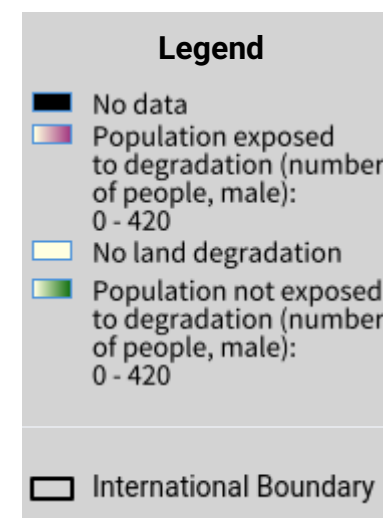 Legend
No data
Population exposed
to degradation (number
of people, male):
0 - 420
No land degradation
Population not exposed
to degradation (number
of people, male):
0 - 420
International Boundary